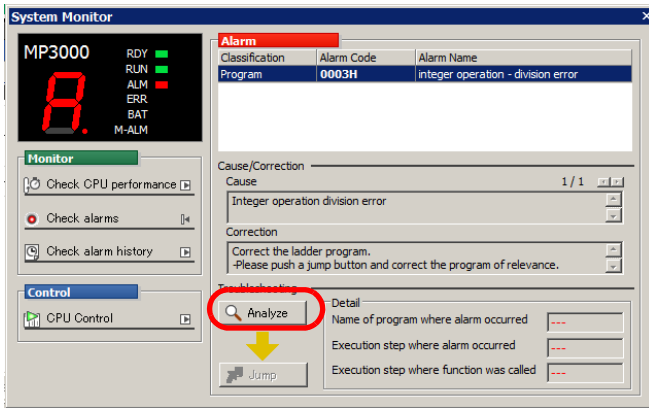 System Monitor
MP3000
RDY
RUN
ALM
ERR
BAT
M-ALM
Monitor
Check CPU performance
Check alarms
Check alarm history
Control
CPU Control
Alarm
Classification Alarm Code Alarm Name
Program 0003H integer operation - division error
Cause/Correction
Cause 1 / 1
Integer operation division error
Correction
Correct the ladder program.
-Please push a jump button and correct the program of relevance.
Troubleshooting
Analyze
Jump
Detail
Name of program where alarm occurred ---
Execution step where alarm occurred ---
Execution step where function was called ---